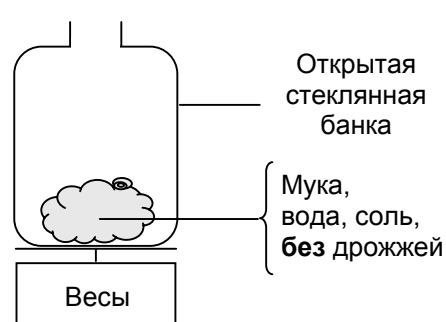 Открытая
стеклянная
банка
Мука,
вода, соль,
без дрожжей
Весы